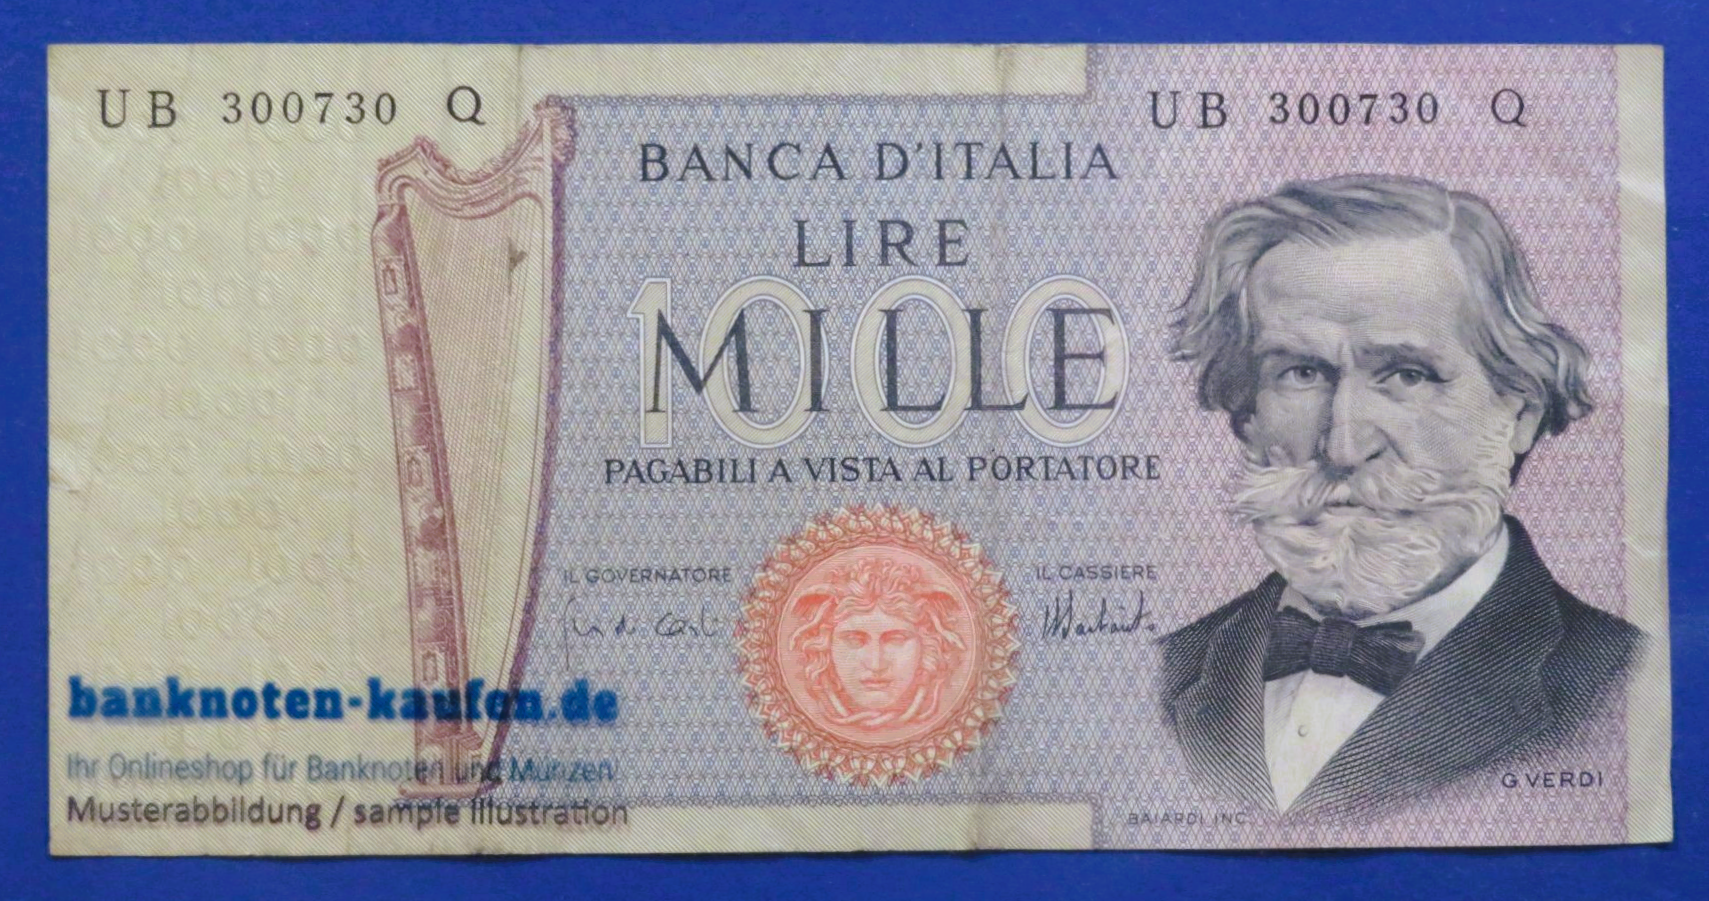 UB 300730 Q
UB 300730 Q
BANCA D'ITALIA
LIRE
1000
MILLE
PAGABILI A VISTA AL PORTATORE
IL GOVERNATORE
IL CASSIERE
banknoten-kaufen.de
Ihr Onlineshop für Banknoten und Münzen
Musterabbildung / sample illustration
G. VERDI
BAIARDI INC.